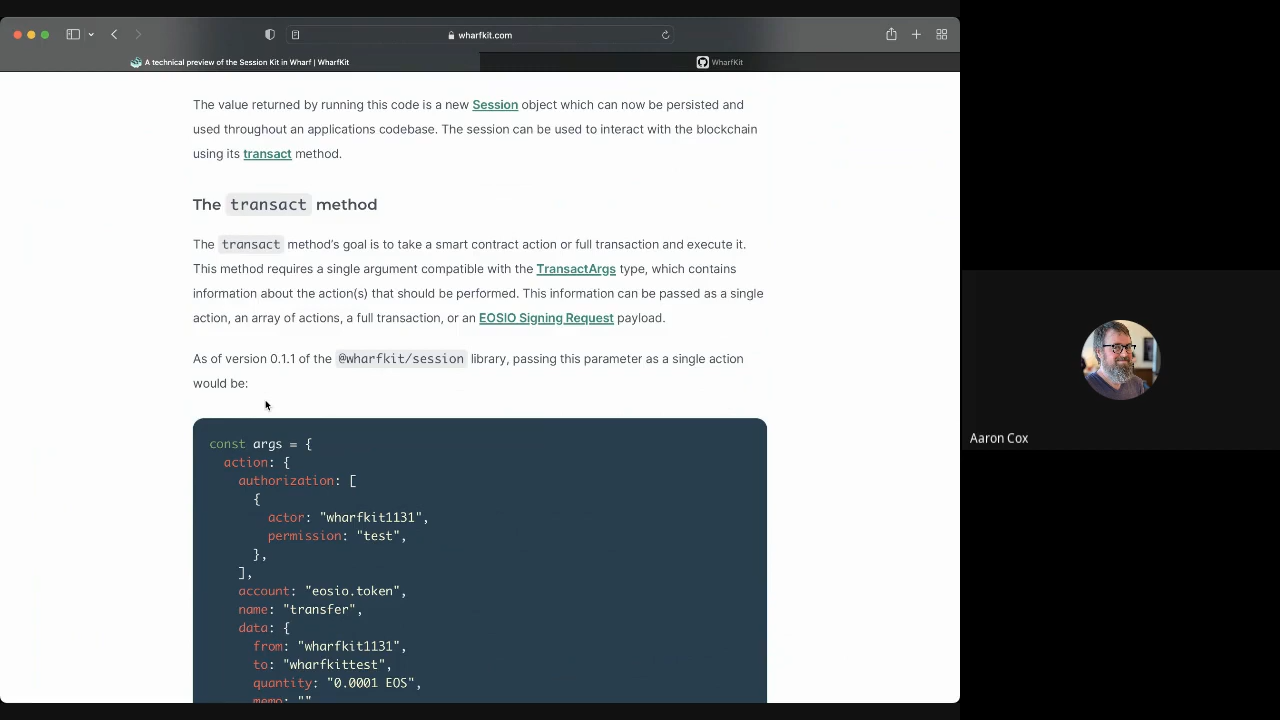 wharfkit.com
A technical preview of the Session Kit in Wharf | WharfKit
WharfKit
The value returned by running this code is a new Session object which can now be persisted and
used throughout an applications codebase. The session can be used to interact with the blockchain
using its transact method.
The transact method
The transact method’s goal is to take a smart contract action or full transaction and execute it.
This method requires a single argument compatible with the TransactArgs type, which contains
information about the action(s) that should be performed. This information can be passed as a single
action, an array of actions, a full transaction, or an EOSIO Signing Request payload.
As of version 0.1.1 of the @wharfkit/session library, passing this parameter as a single action
would be:
const args = {
action: {
authorization: [
{
actor: "wharfkit1131",
permission: "test",
},
],
account: "eosio.token",
name: "transfer",
data: {
from: "wharfkit1131",
to: "wharfkittest",
quantity: "0.0001 EOS",
memo: ""
Aaron Cox